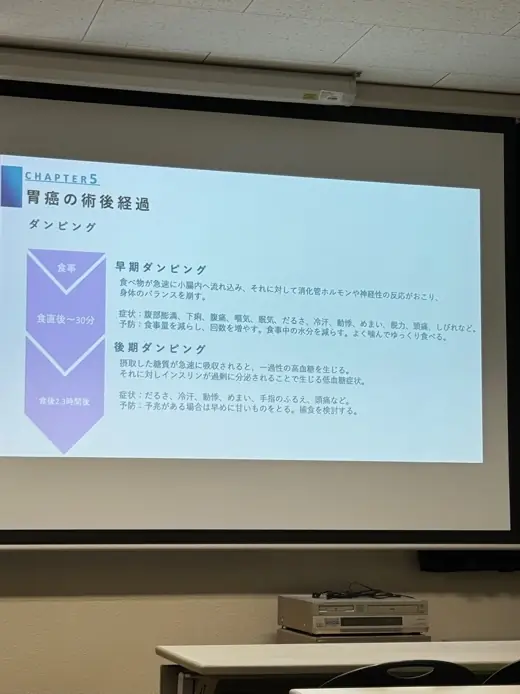 CHAPTER5
胃癌の術後経過
ダンピング
食事
食直後~30分
食後2,3時間後
早期ダンピング
食べ物が急速に小腸内へ流れ込み、それに対して消化管ホルモンや神経性の反応がおこり、
身体のバランスを崩す。
症状：腹部膨満、下痢、腹痛、嘔気、眠気、だるさ、冷汗、動悸、めまい、脱力、頭痛、しびれなど。
予防：食事量を減らし、回数を増やす。食事中の水分を減らす。よく噛んでゆっくり食べる。
後期ダンピング
摂取した糖質が急速に吸収されると、一過性の高血糖を生じる。
それに対しインスリンが過剰に分泌されることで生じる低血糖症状。
症状：だるさ、冷汗、動悸、めまい、手指のふるえ、頭痛など。
予防：予兆がある場合は早めに甘いものをとる。捕食を検討する。